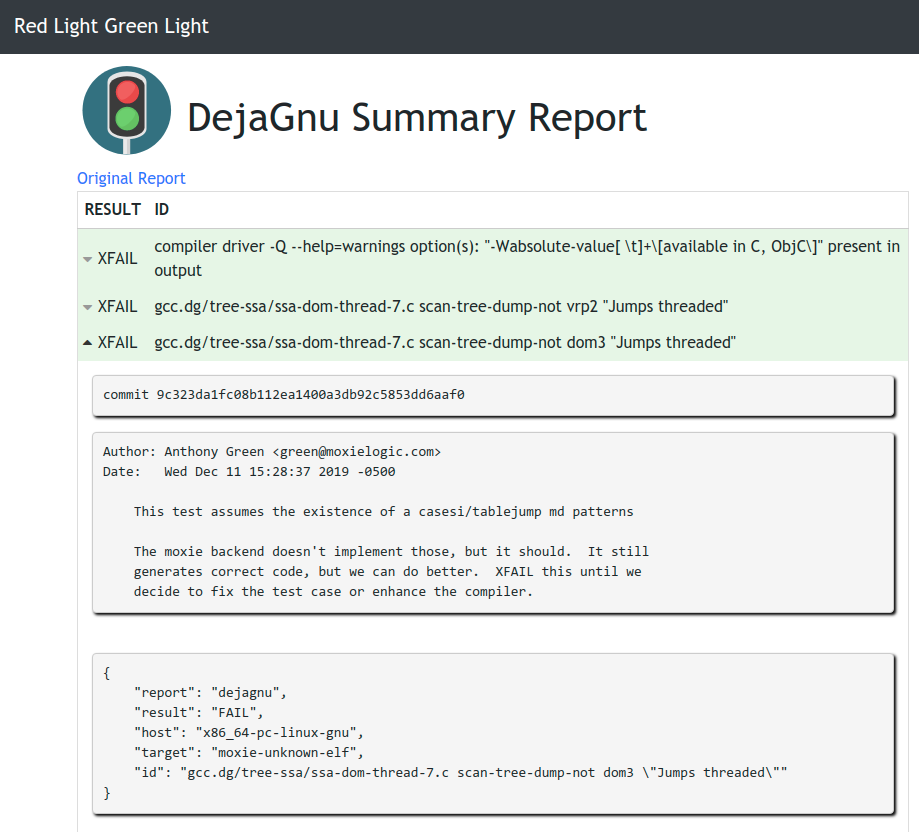 Red Light Green Light
DejaGnu Summary Report
Original Report
RESULT ID
XFAIL compiler driver -Q --help=warnings option(s): "-Wabsolute-value[ \t]+\[available in C, ObjC\]" present in
output
XFAIL gcc.dg/tree-ssa/ssa-dom-thread-7.c scan-tree-dump-not vrp2 "Jumps threaded"
XFAIL gcc.dg/tree-ssa/ssa-dom-thread-7.c scan-tree-dump-not dom3 "Jumps threaded"
commit 9c323da1fc08b112ea1400a3db92c5853dd6aaf0
Author: Anthony Green <green@moxielogic.com>
Date:   Wed Dec 11 15:28:37 2019 -0500
This test assumes the existence of a casesi/tablejump md patterns
The moxie backend doesn't implement those, but it should.  It still
generates correct code, but we can do better.  XFAIL this until we
decide to fix the test case or enhance the compiler.
{
"report": "dejagnu",
"result": "FAIL",
"host": "x86_64-pc-linux-gnu",
"target": "moxie-unknown-elf",
"id": "gcc.dg/tree-ssa/ssa-dom-thread-7.c scan-tree-dump-not dom3 \"Jumps threaded\""
}